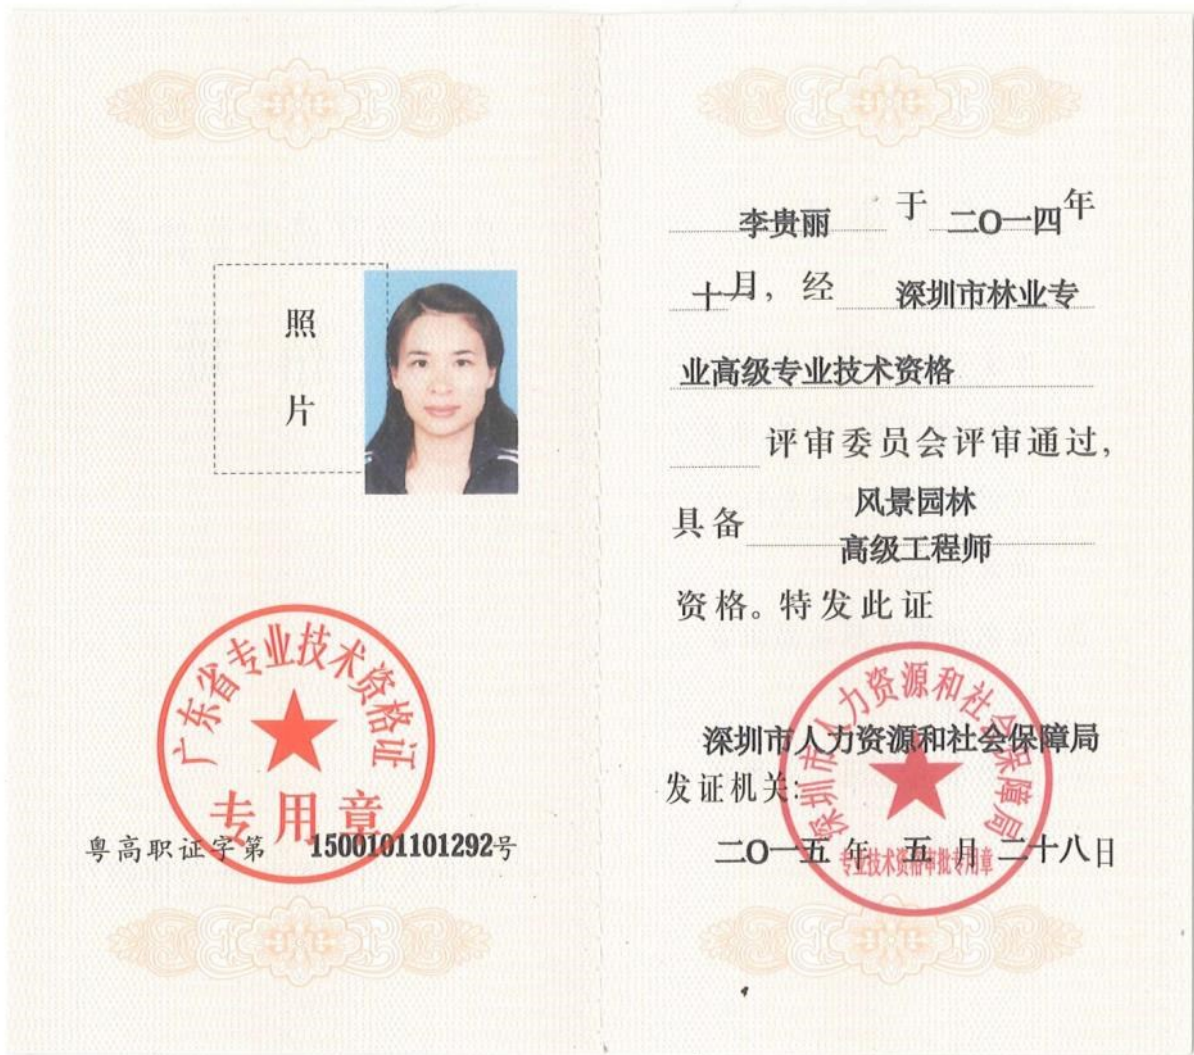 照
片
广东省专业技术资格证
专用章
粤高职证字第 1500101101292号
李贵丽 于 二〇一四年
十月，经 深圳市林业专
业高级专业技术资格
评审委员会评审通过，
具备 风景园林
高级工程师
资格。特发此证
深圳市人力资源和社会保障局
深圳市人力资源和社会保障局
发证机关：
二〇一五年 五月 二十八日
专业技术资格审批专用章